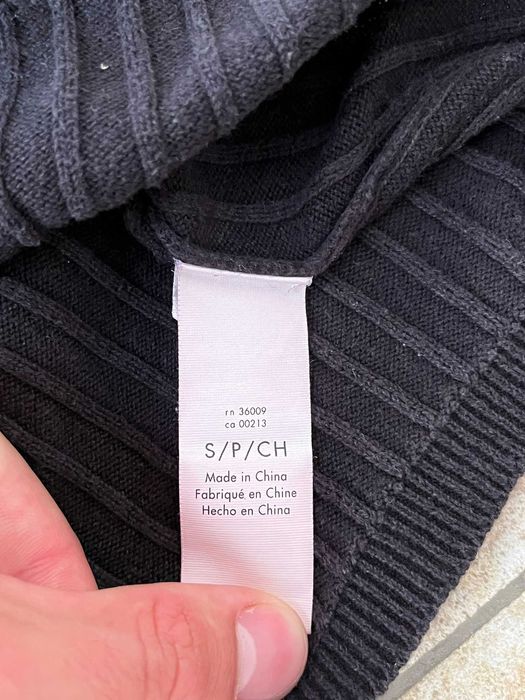 rn 36009
ca 00213
S/P/CH
Made in China
Fabriqué en Chine
Hecho en China